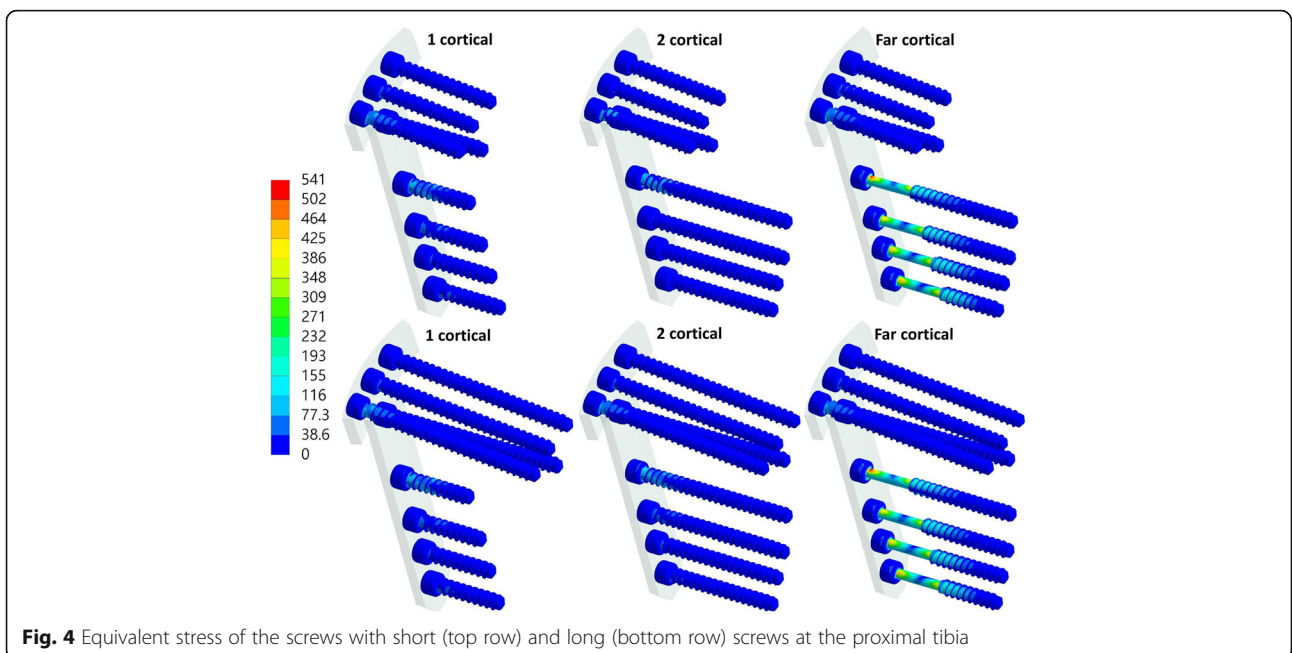 1 cortical
2 cortical
Far cortical
541
502
464
425
386
348
309
271
232
193
155
116
77.3
38.6
0
1 cortical
2 cortical
Far cortical
Fig. 4 Equivalent stress of the screws with short (top row) and long (bottom row) screws at the proximal tibia